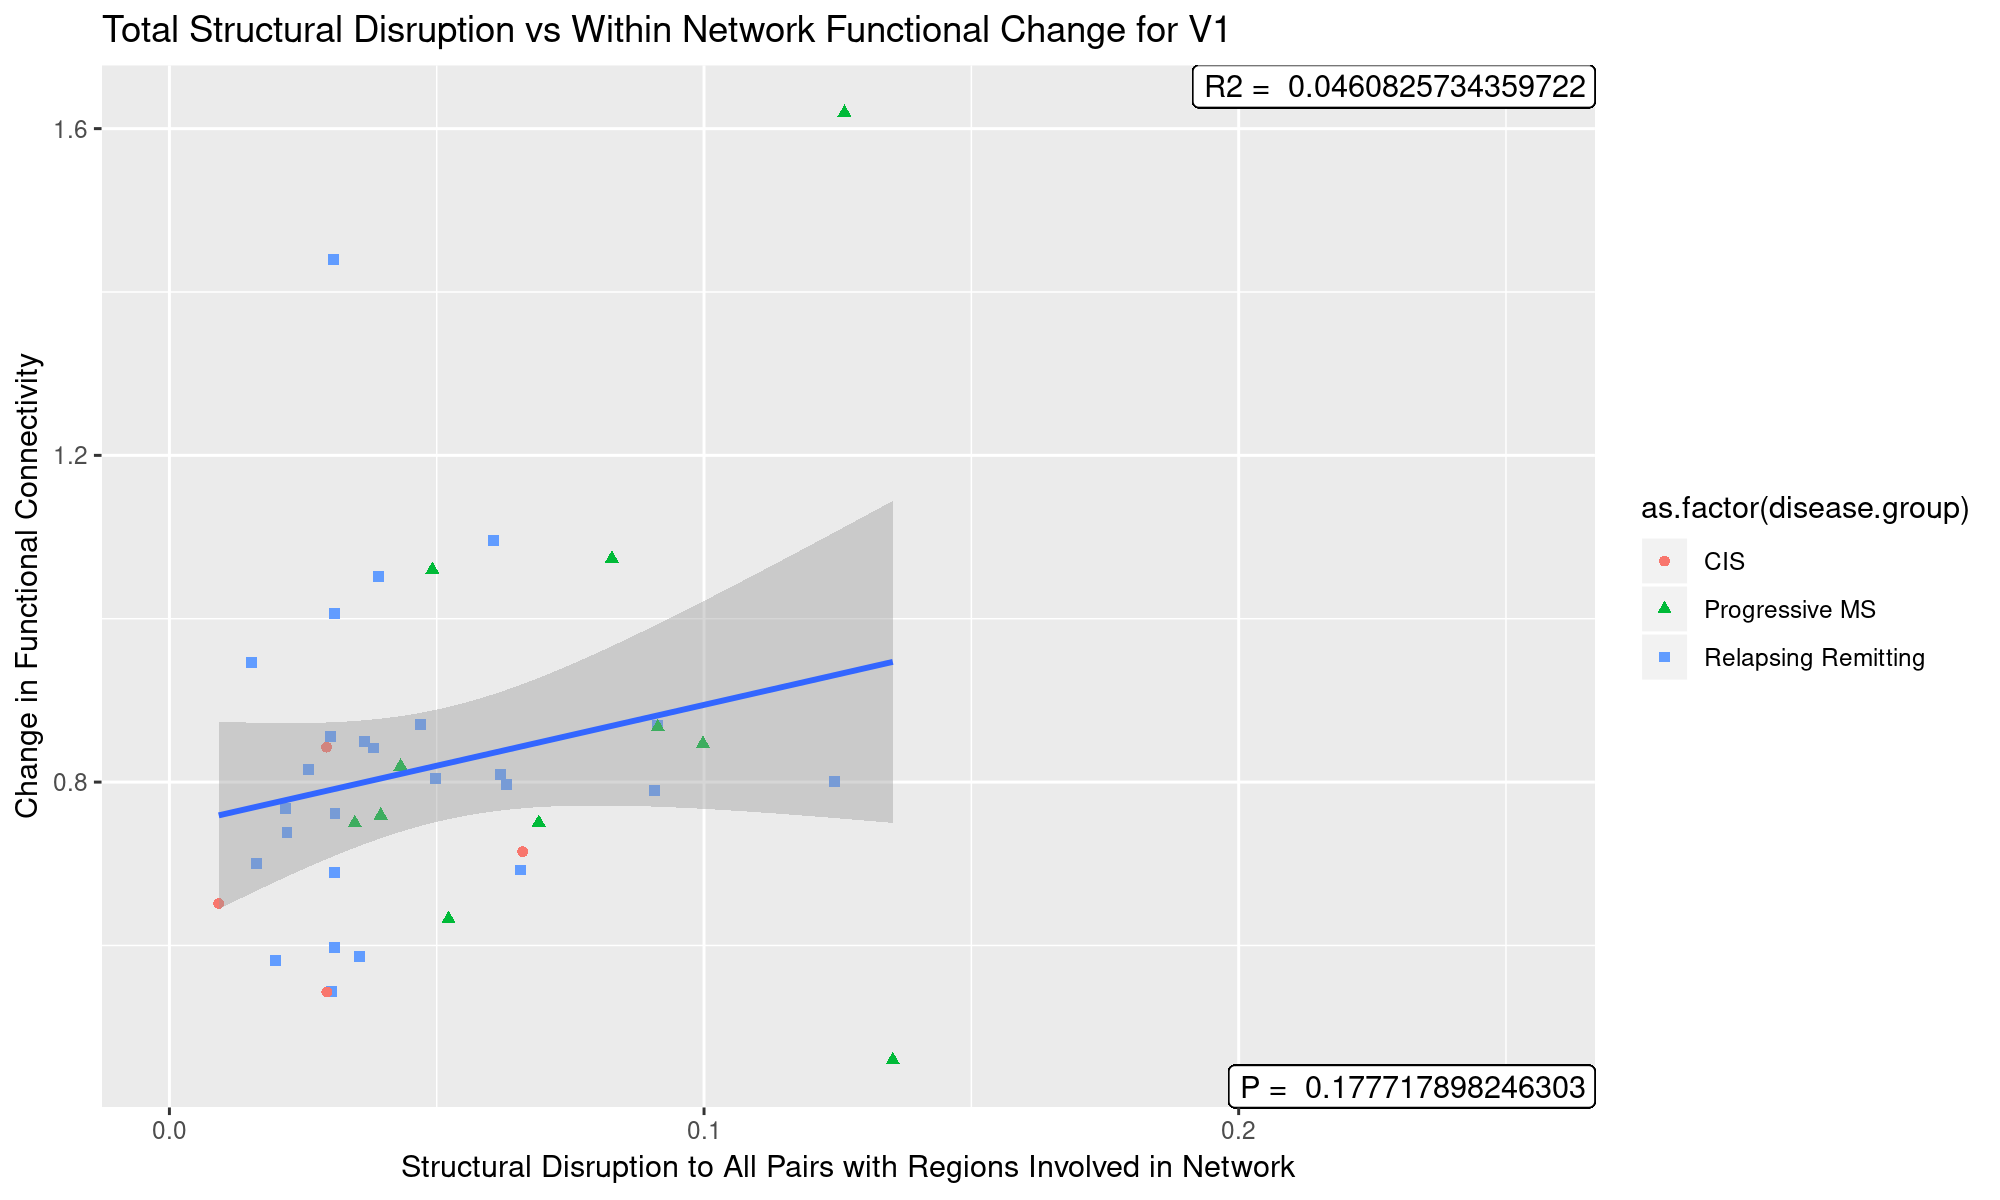 Total Structural Disruption vs Within Network Functional Change for V1
R2 =  0.0460825734359722
1.6
1.2
0.8
Change in Functional Connectivity
as.factor(disease.group)
CIS
Progressive MS
Relapsing Remitting
P =  0.177717898246303
0.0
0.1
0.2
Structural Disruption to All Pairs with Regions Involved in Network